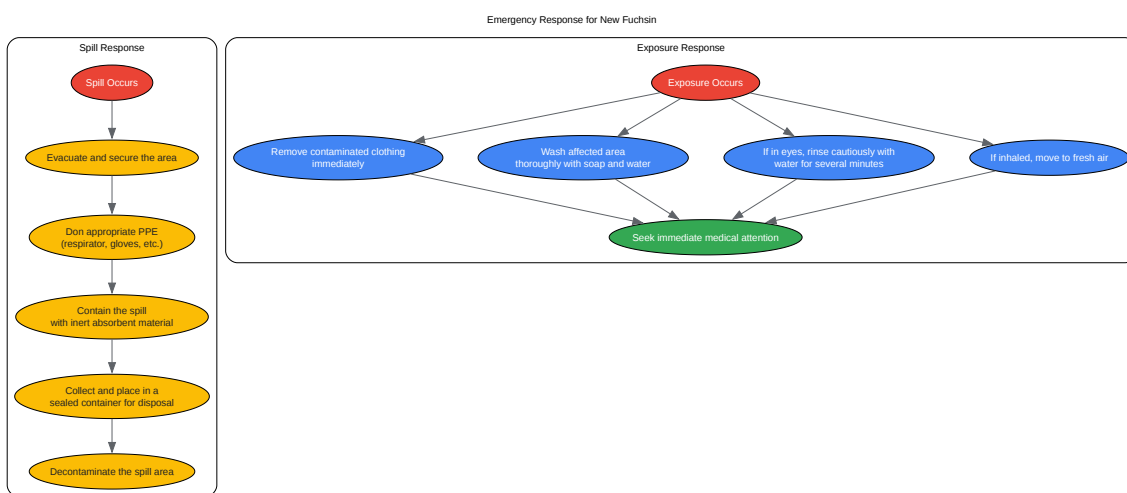 Emergency Response for New Fuchsin
Spill Response
Spill Occurs
Evacuate and secure the area
Don appropriate PPE
(respirator, gloves, etc.)
Contain the spill
with inert absorbent material
Collect and place in a
sealed container for disposal
Decontaminate the spill area
Exposure Response
Exposure Occurs
Remove contaminated clothing
immediately
Wash affected area
thoroughly with soap and water
If in eyes, rinse cautiously with
water for several minutes
If inhaled, move to fresh air
Seek immediate medical attention